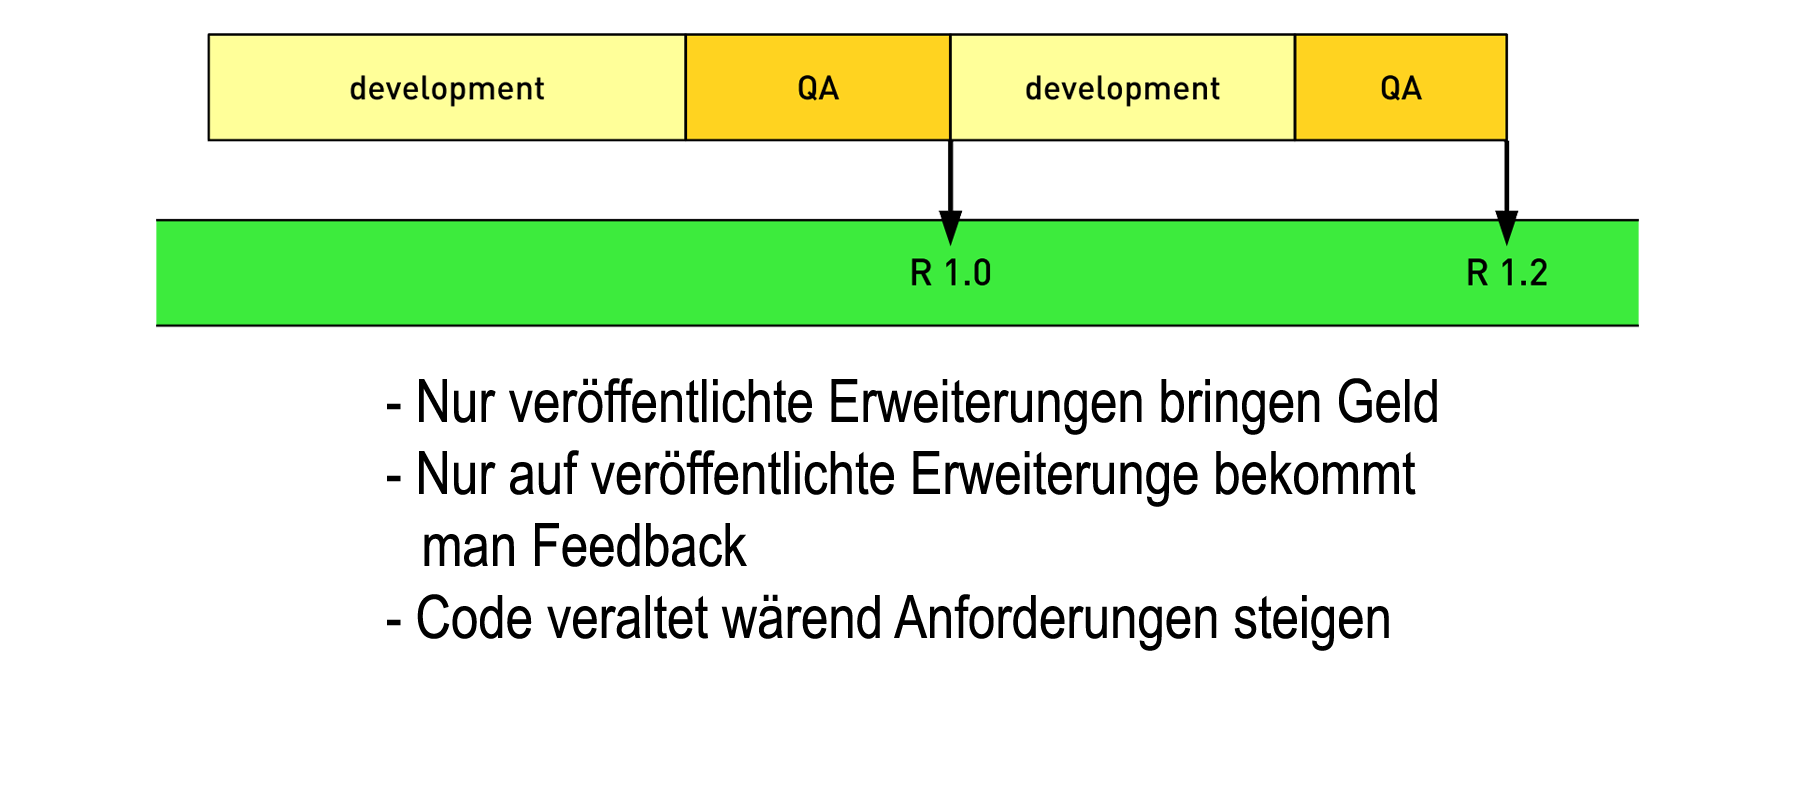 development QA development QA
R 1.0 R 1.2
- Nur veröffentlichte Erweiterungen bringen Geld
- Nur auf veröffentlichte Erweiterunge bekommt
man Feedback
- Code veraltet wärend Anforderungen steigen